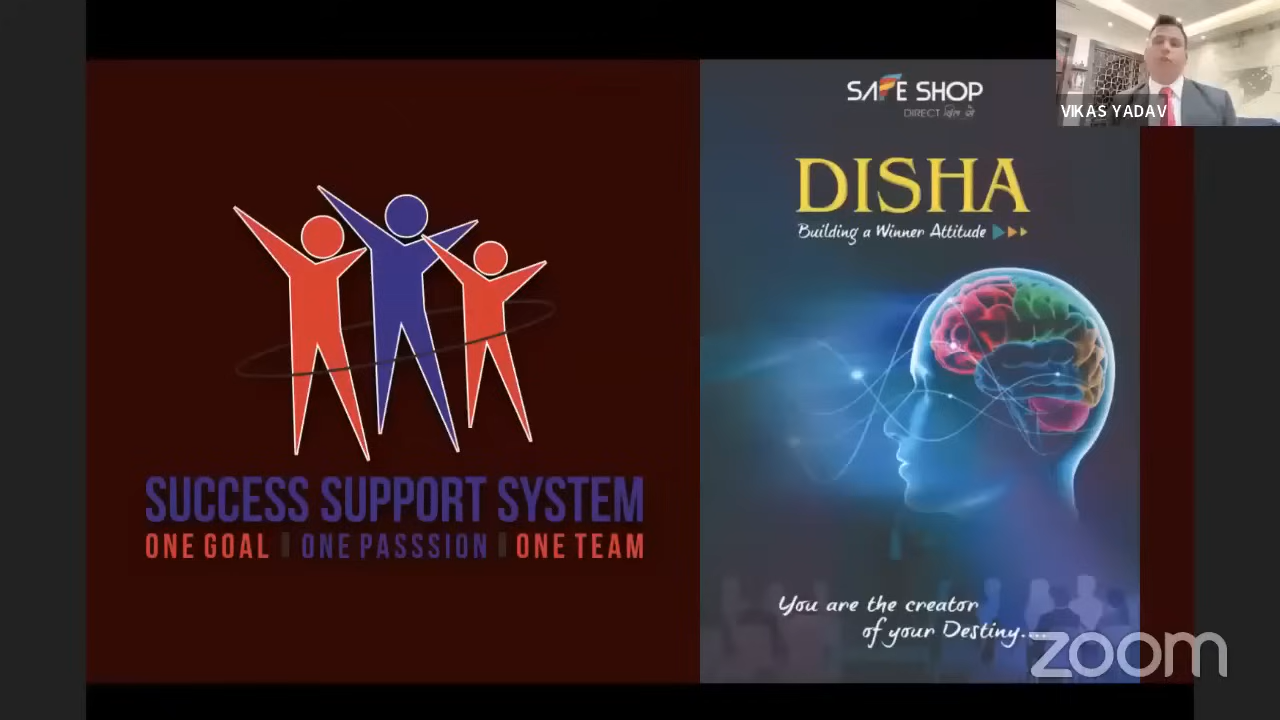 SUCCESS SUPPORT SYSTEM
ONE GOAL | ONE PASSSION | ONE TEAM
SAFE SHOP
DIRECT दिल से
DISHA
Building a Winner Attitude
You are the creator
of your Destiny....
VIKAS YADAV
zoom